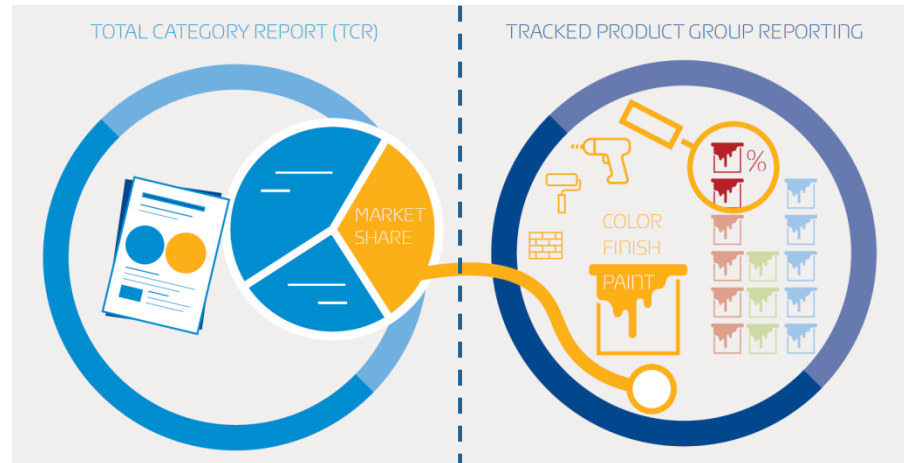 TOTAL CATEGORY REPORT (TCR)
TRACKED PRODUCT GROUP REPORTING
MARKET
SHARE
%
COLOR
FINISH
PAINT